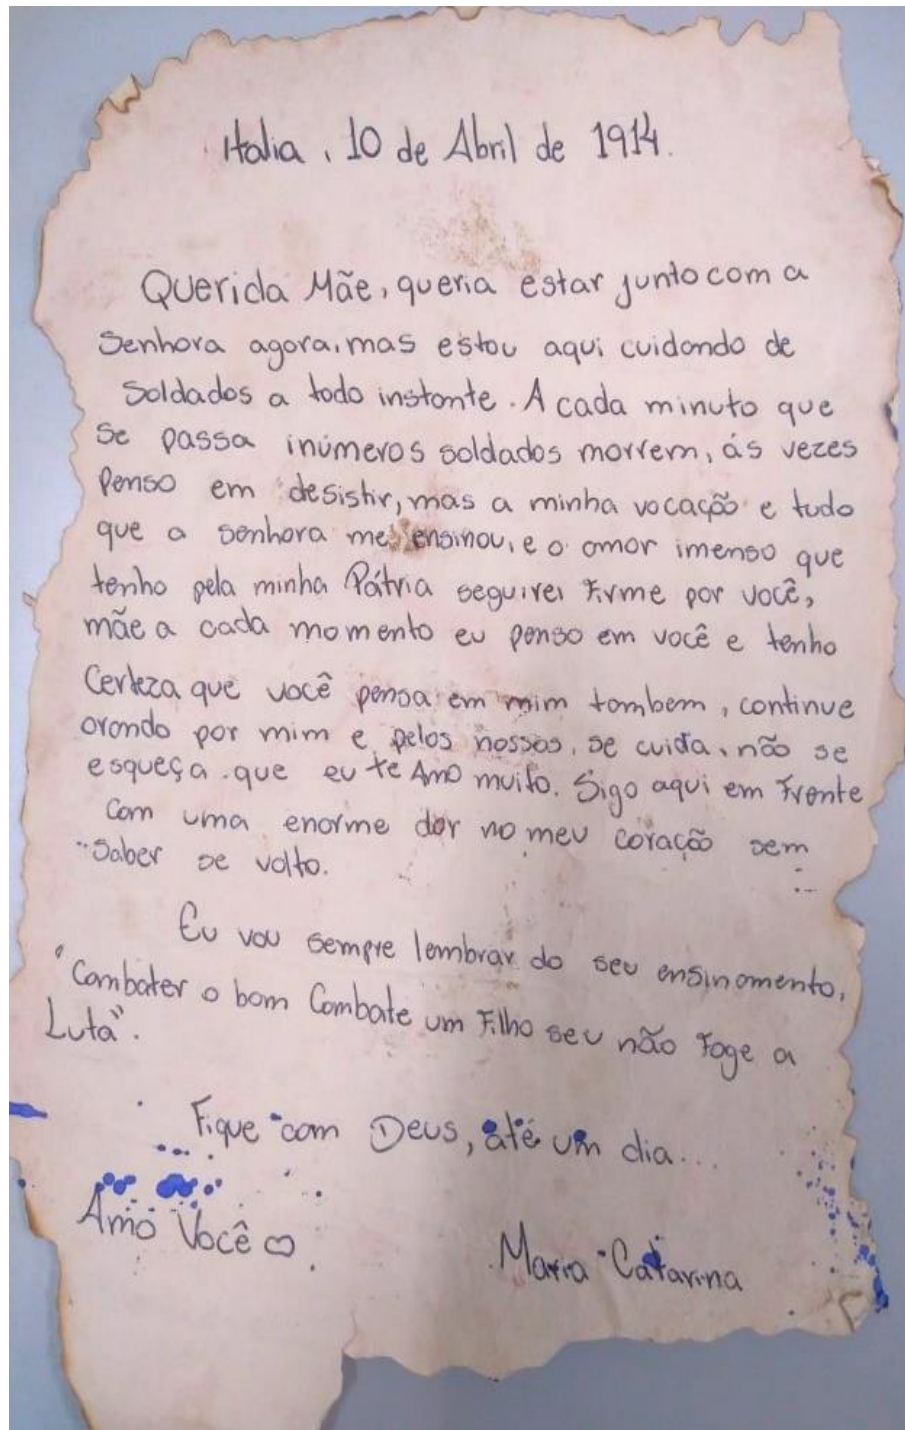 Italia, 10 de Abril de 1914.
Querida Mãe, queria estar junto com a
Senhora agora, mas estou aqui cuidando de
Soldados a todo instante. A cada minuto que
se passa inúmeros soldados morrem, ás vezes
Penso em desistir, mas a minha vocação e tudo
que a senhora me ensinou, e o amor imenso que
tenho pela minha Pátria seguirei firme por você,
mãe a cada momento eu penso em você e tenho
Certeza que você pensa em mim tambem, continue
orando por mim e pelos nossos, se cuida, não se
esqueça que eu te Amo muito. Sigo aqui em Frente
Com uma enorme dor no meu coração sem
Saber se volto.
Eu vou sempre lembrar do seu ensinamento,
"Combater o bom Combate um Filho seu não Foge a
Luta".
Fique com Deus, até um dia...
Amo Você ♡.
Maria Catarina